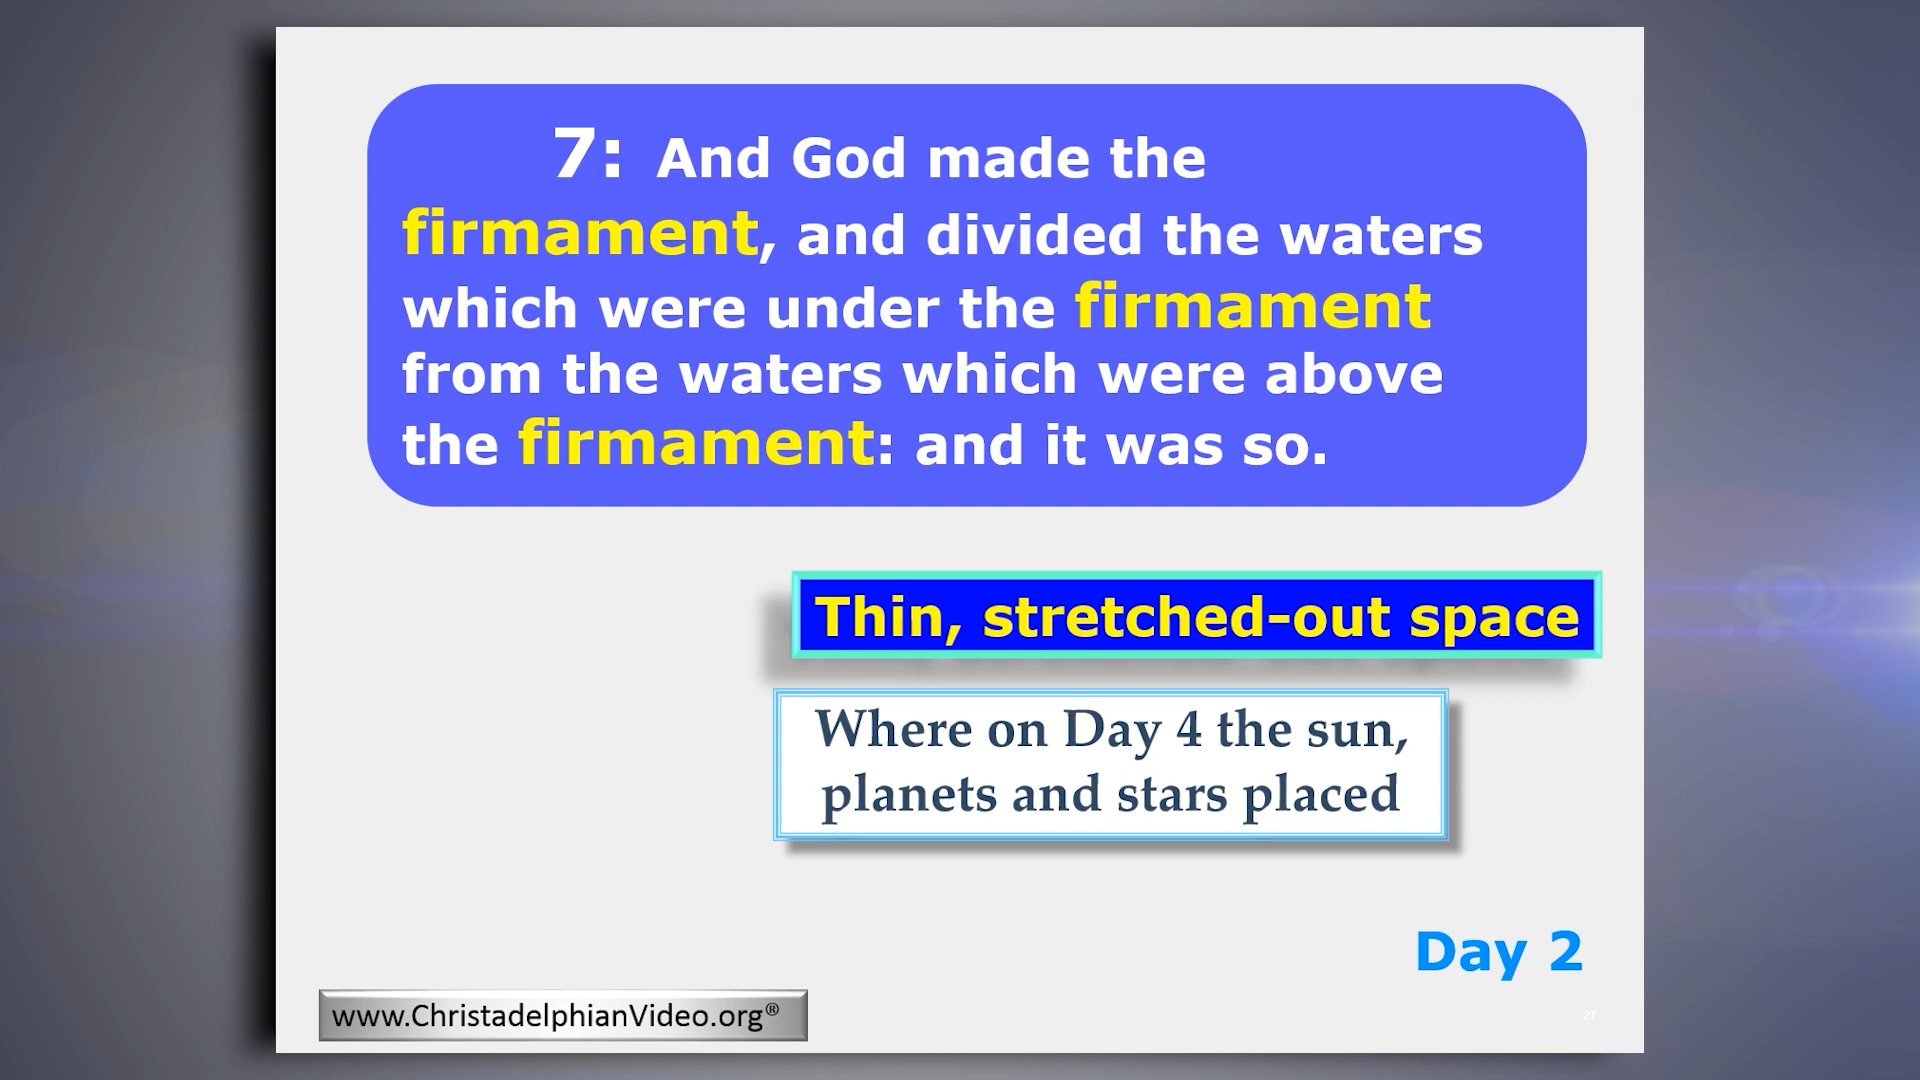 7: And God made the
firmament, and divided the waters
which were under the firmament
from the waters which were above
the firmament: and it was so.
Thin, stretched-out space
Where on Day 4 the sun,
planets and stars placed
Day 2
www.ChristadelphianVideo.org®
27